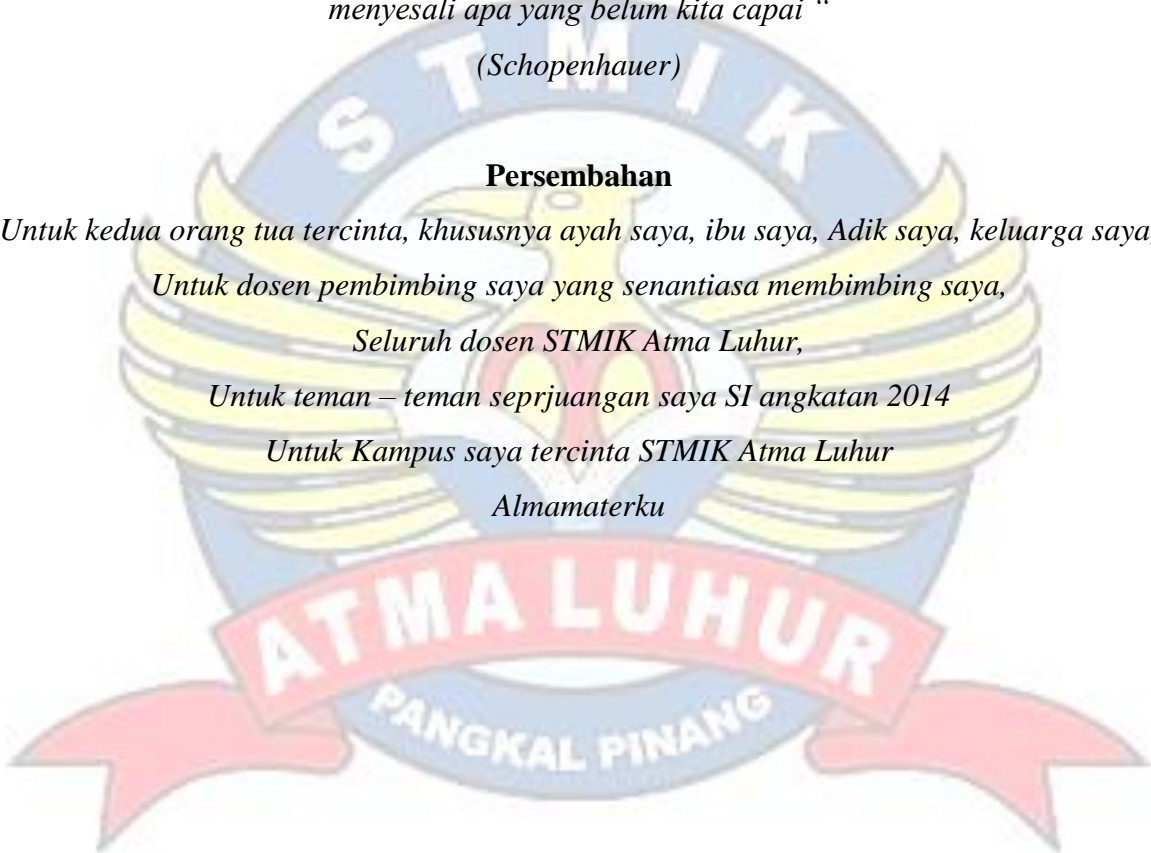 menyesali apa yang belum kita capai “
(Schopenhauer)
STMIK
Persembahan
Untuk kedua orang tua tercinta, khususnya ayah saya, ibu saya, Adik saya, keluarga saya,
Untuk dosen pembimbing saya yang senantiasa membimbing saya,
Seluruh dosen STMIK Atma Luhur,
Untuk teman – teman seprjuangan saya SI angkatan 2014
Untuk Kampus saya tercinta STMIK Atma Luhur
Almamaterku
ATMA LUHUR
PANGKAL PINANG